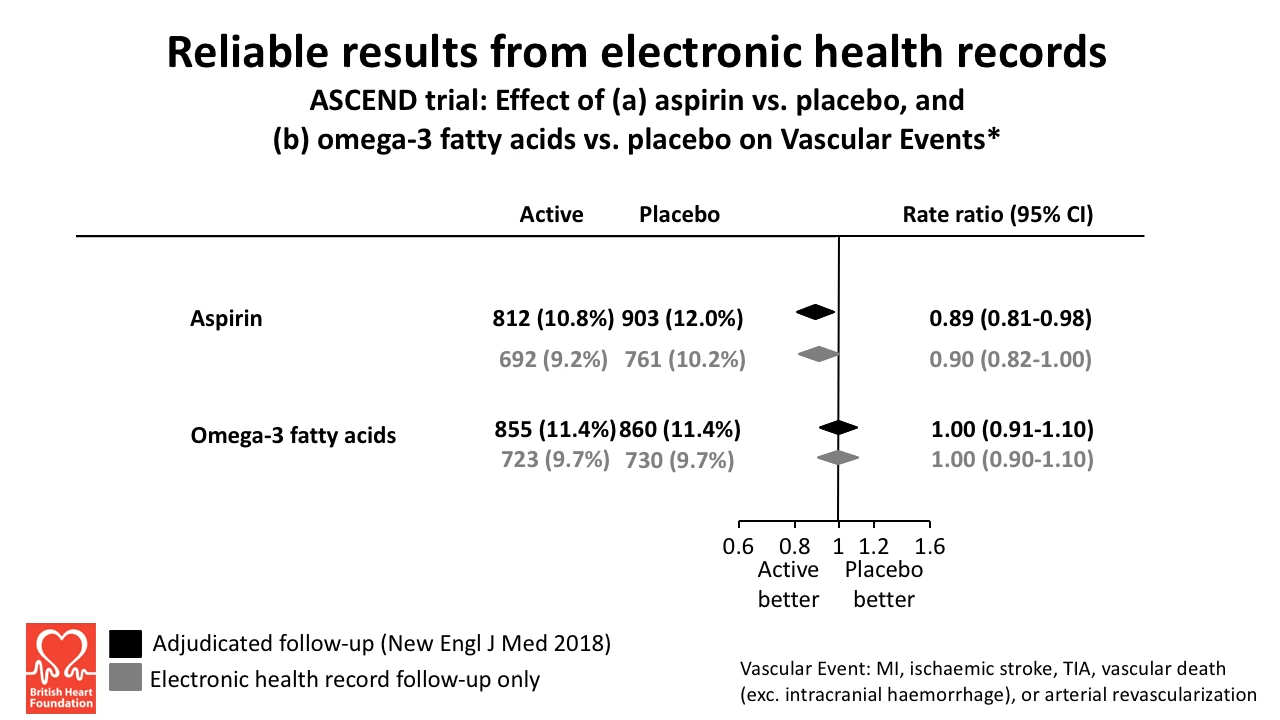 Reliable results from electronic health records
ASCEND trial: Effect of (a) aspirin vs. placebo, and
(b) omega-3 fatty acids vs. placebo on Vascular Events*
Active Placebo Rate ratio (95% CI)
Aspirin 812 (10.8%) 903 (12.0%) 0.89 (0.81-0.98)
692 (9.2%) 761 (10.2%) 0.90 (0.82-1.00)
Omega-3 fatty acids 855 (11.4%) 860 (11.4%) 1.00 (0.91-1.10)
723 (9.7%) 730 (9.7%) 1.00 (0.90-1.10)
0.6 0.8 1 1.2 1.6
Active Placebo
better better
Adjudicated follow-up (New Engl J Med 2018)
Electronic health record follow-up only
British Heart
Foundation
Vascular Event: MI, ischaemic stroke, TIA, vascular death
(exc. intracranial haemorrhage), or arterial revascularization